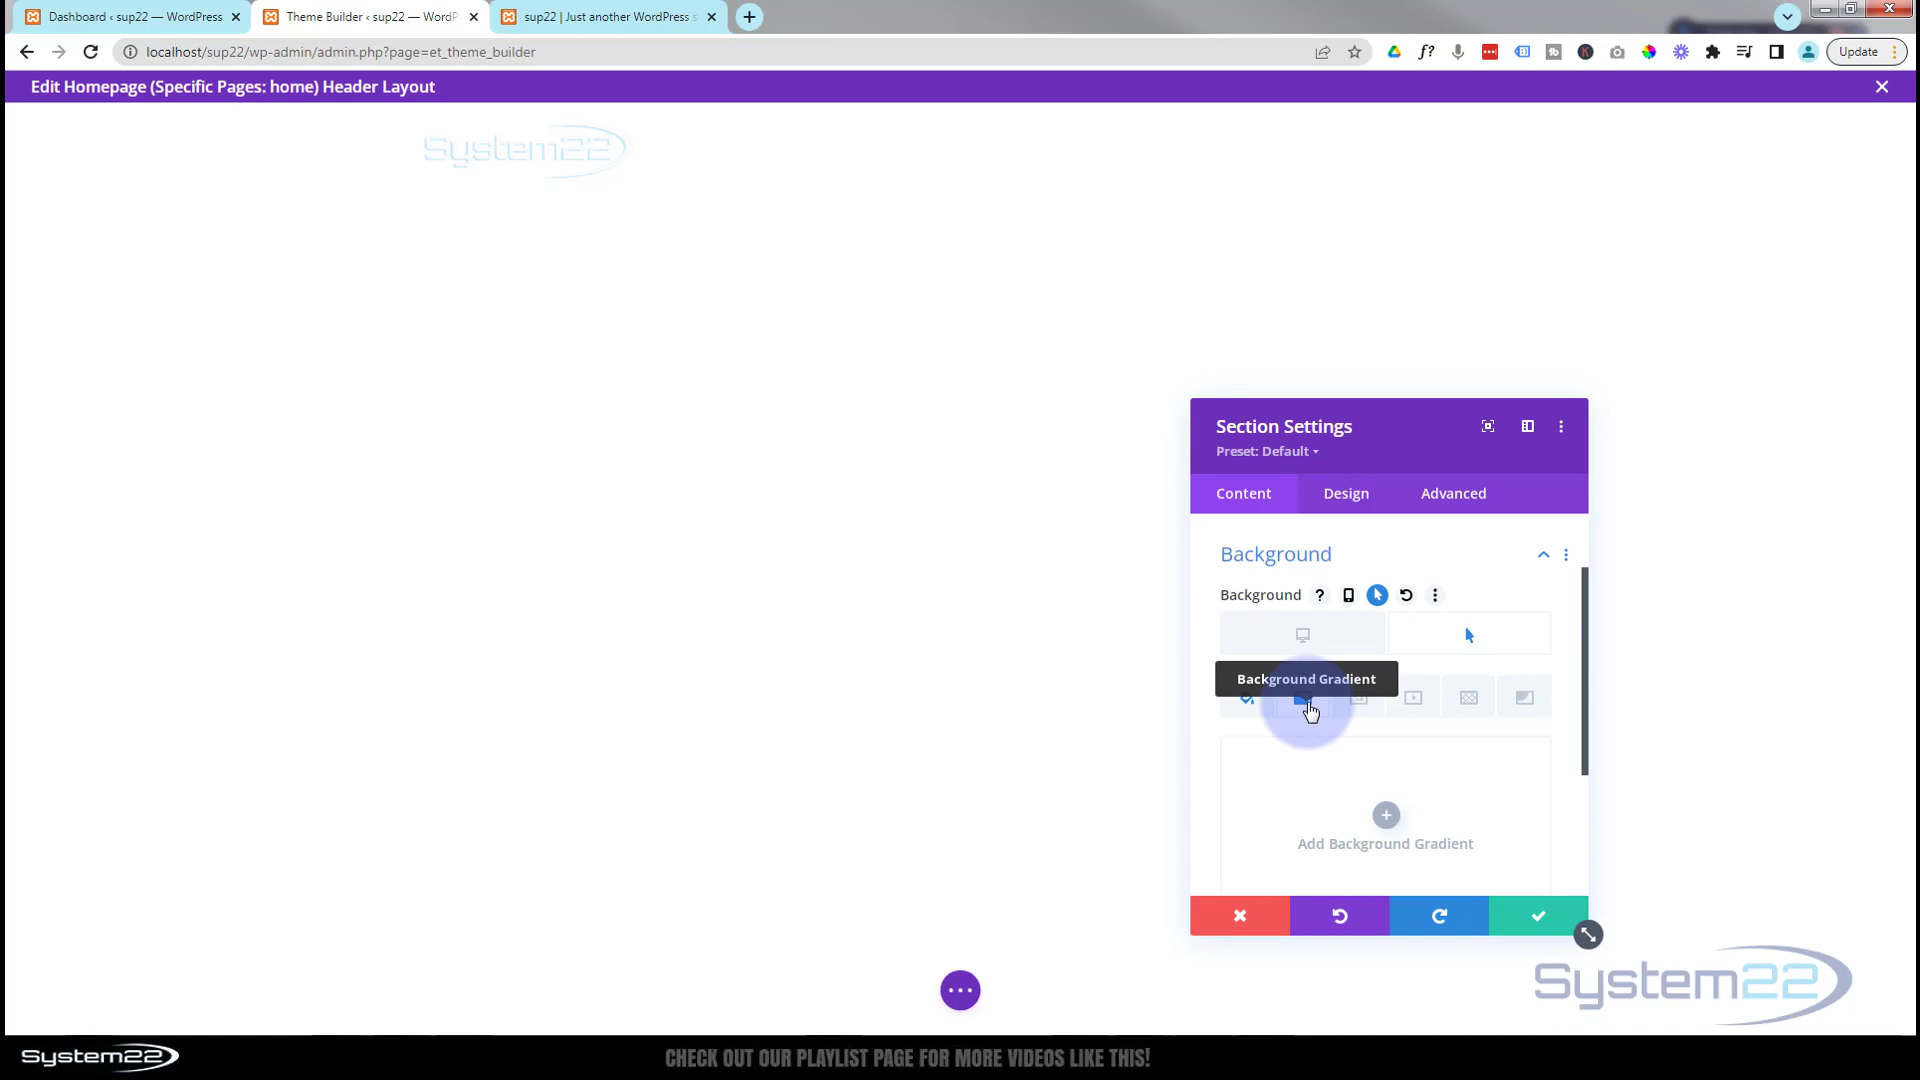 Dashboard ‹ sup22 — WordPress
Theme Builder ‹ sup22 — WordP
sup22 | Just another WordPress s
localhost/sup22/wp-admin/admin.php?page=et_theme_builder
Update
Edit Homepage (Specific Pages: home) Header Layout
System22
Section Settings
Preset: Default
Content
Design
Advanced
Background
Background
Background Gradient
Add Background Gradient
System22
System22
CHECK OUT OUR PLAYLIST PAGE FOR MORE VIDEOS LIKE THIS!